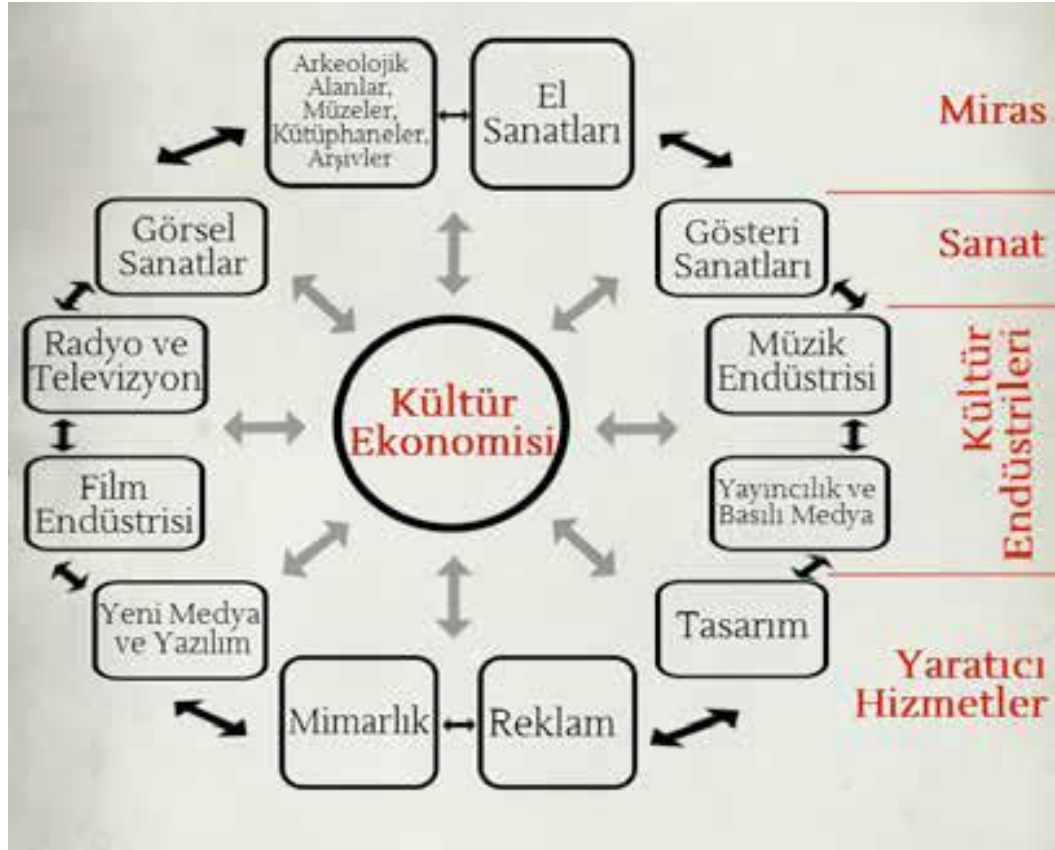 Arkeolojik
Alanlar,
Müzeler,
Kütüphaneler,
Arşivler
El
Sanatları
Miras
Görsel
Sanatlar
Gösteri
Sanatları
Sanat
Radyo ve
Televizyon
Kültür
Ekonomisi
Müzik
Endüstrisi
Kültür
Endüstrileri
Film
Endüstrisi
Yayıncılık ve
Basılı Medya
Yeni Medya
ve Yazılım
Tasarım
Mimarlık
Reklam
Yaratıcı
Hizmetler